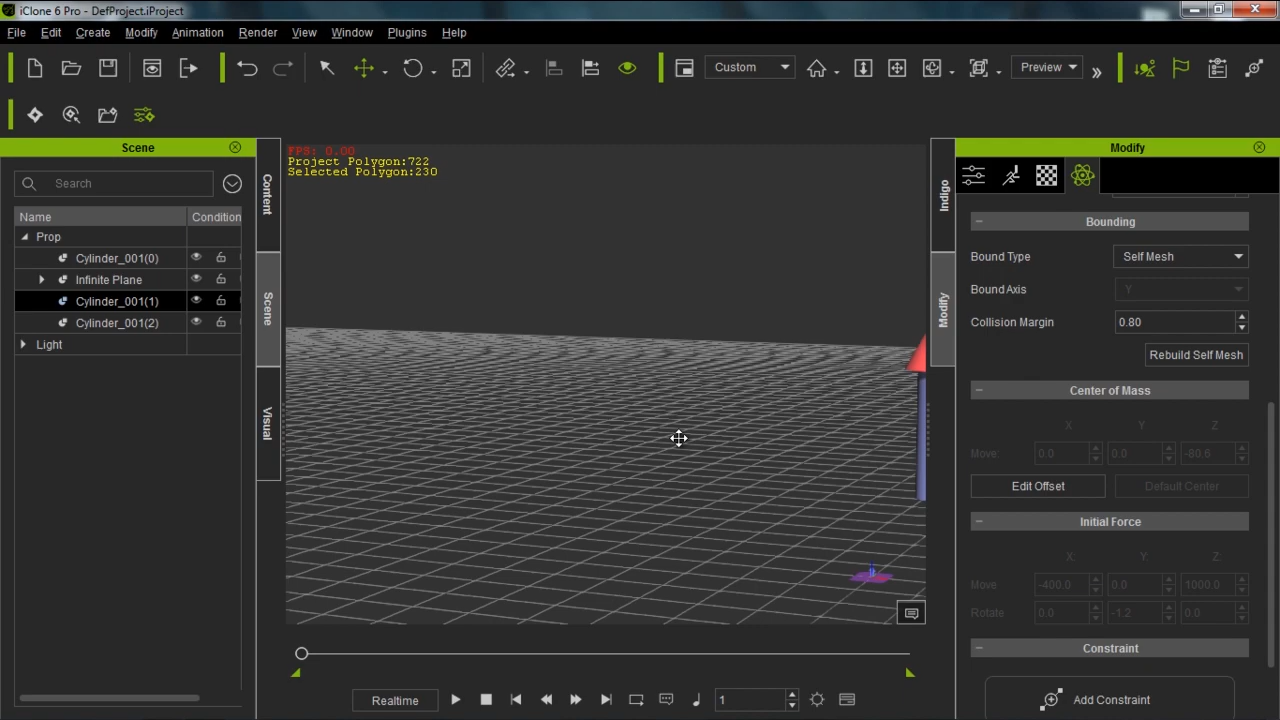 iClone 6 Pro - DefProject.iProject
File Edit Create Modify Animation Render View Window Plugins Help
Custom Preview
Scene Modify
FPS: 0.00
Project Polygon:722
Selected Polygon:230
Search
Name Condition
Prop
Cylinder_001(0)
Infinite Plane
Cylinder_001(1)
Cylinder_001(2)
Light
Content
Scene
Visual
Indigo
Modify
Bounding
Bound Type Self Mesh
Bound Axis Y
Collision Margin 0.80
Rebuild Self Mesh
Center of Mass
X Y Z
Move: 0.0 0.0 -80.6
Edit Offset Default Center
Initial Force
X: Y: Z:
Move -400.0 0.0 1000.0
Rotate 0.0 -1.2 0.0
Constraint
Add Constraint
Realtime 1